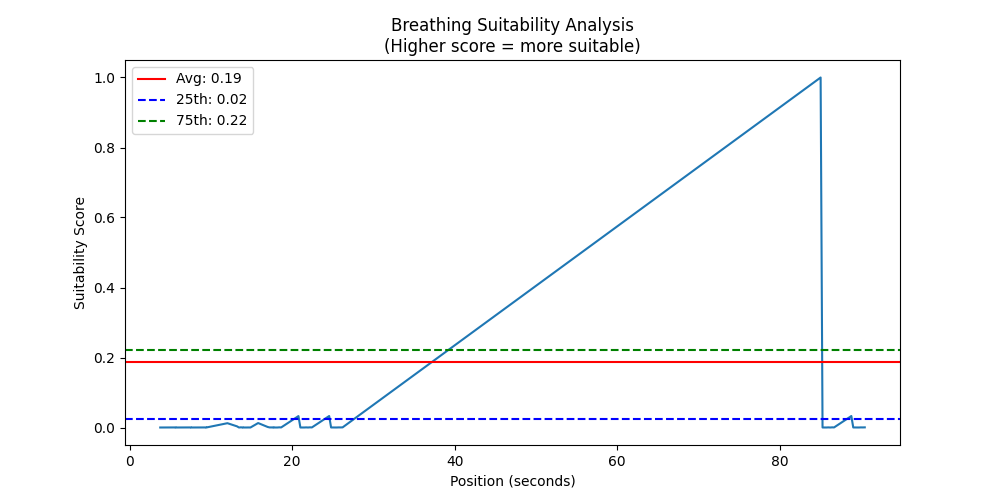 Breathing Suitability Analysis
(Higher score = more suitable)
Avg: 0.19
25th: 0.02
75th: 0.22
1.0
0.8
0.6
0.4
0.2
0.0
Suitability Score
0 20 40 60 80
Position (seconds)